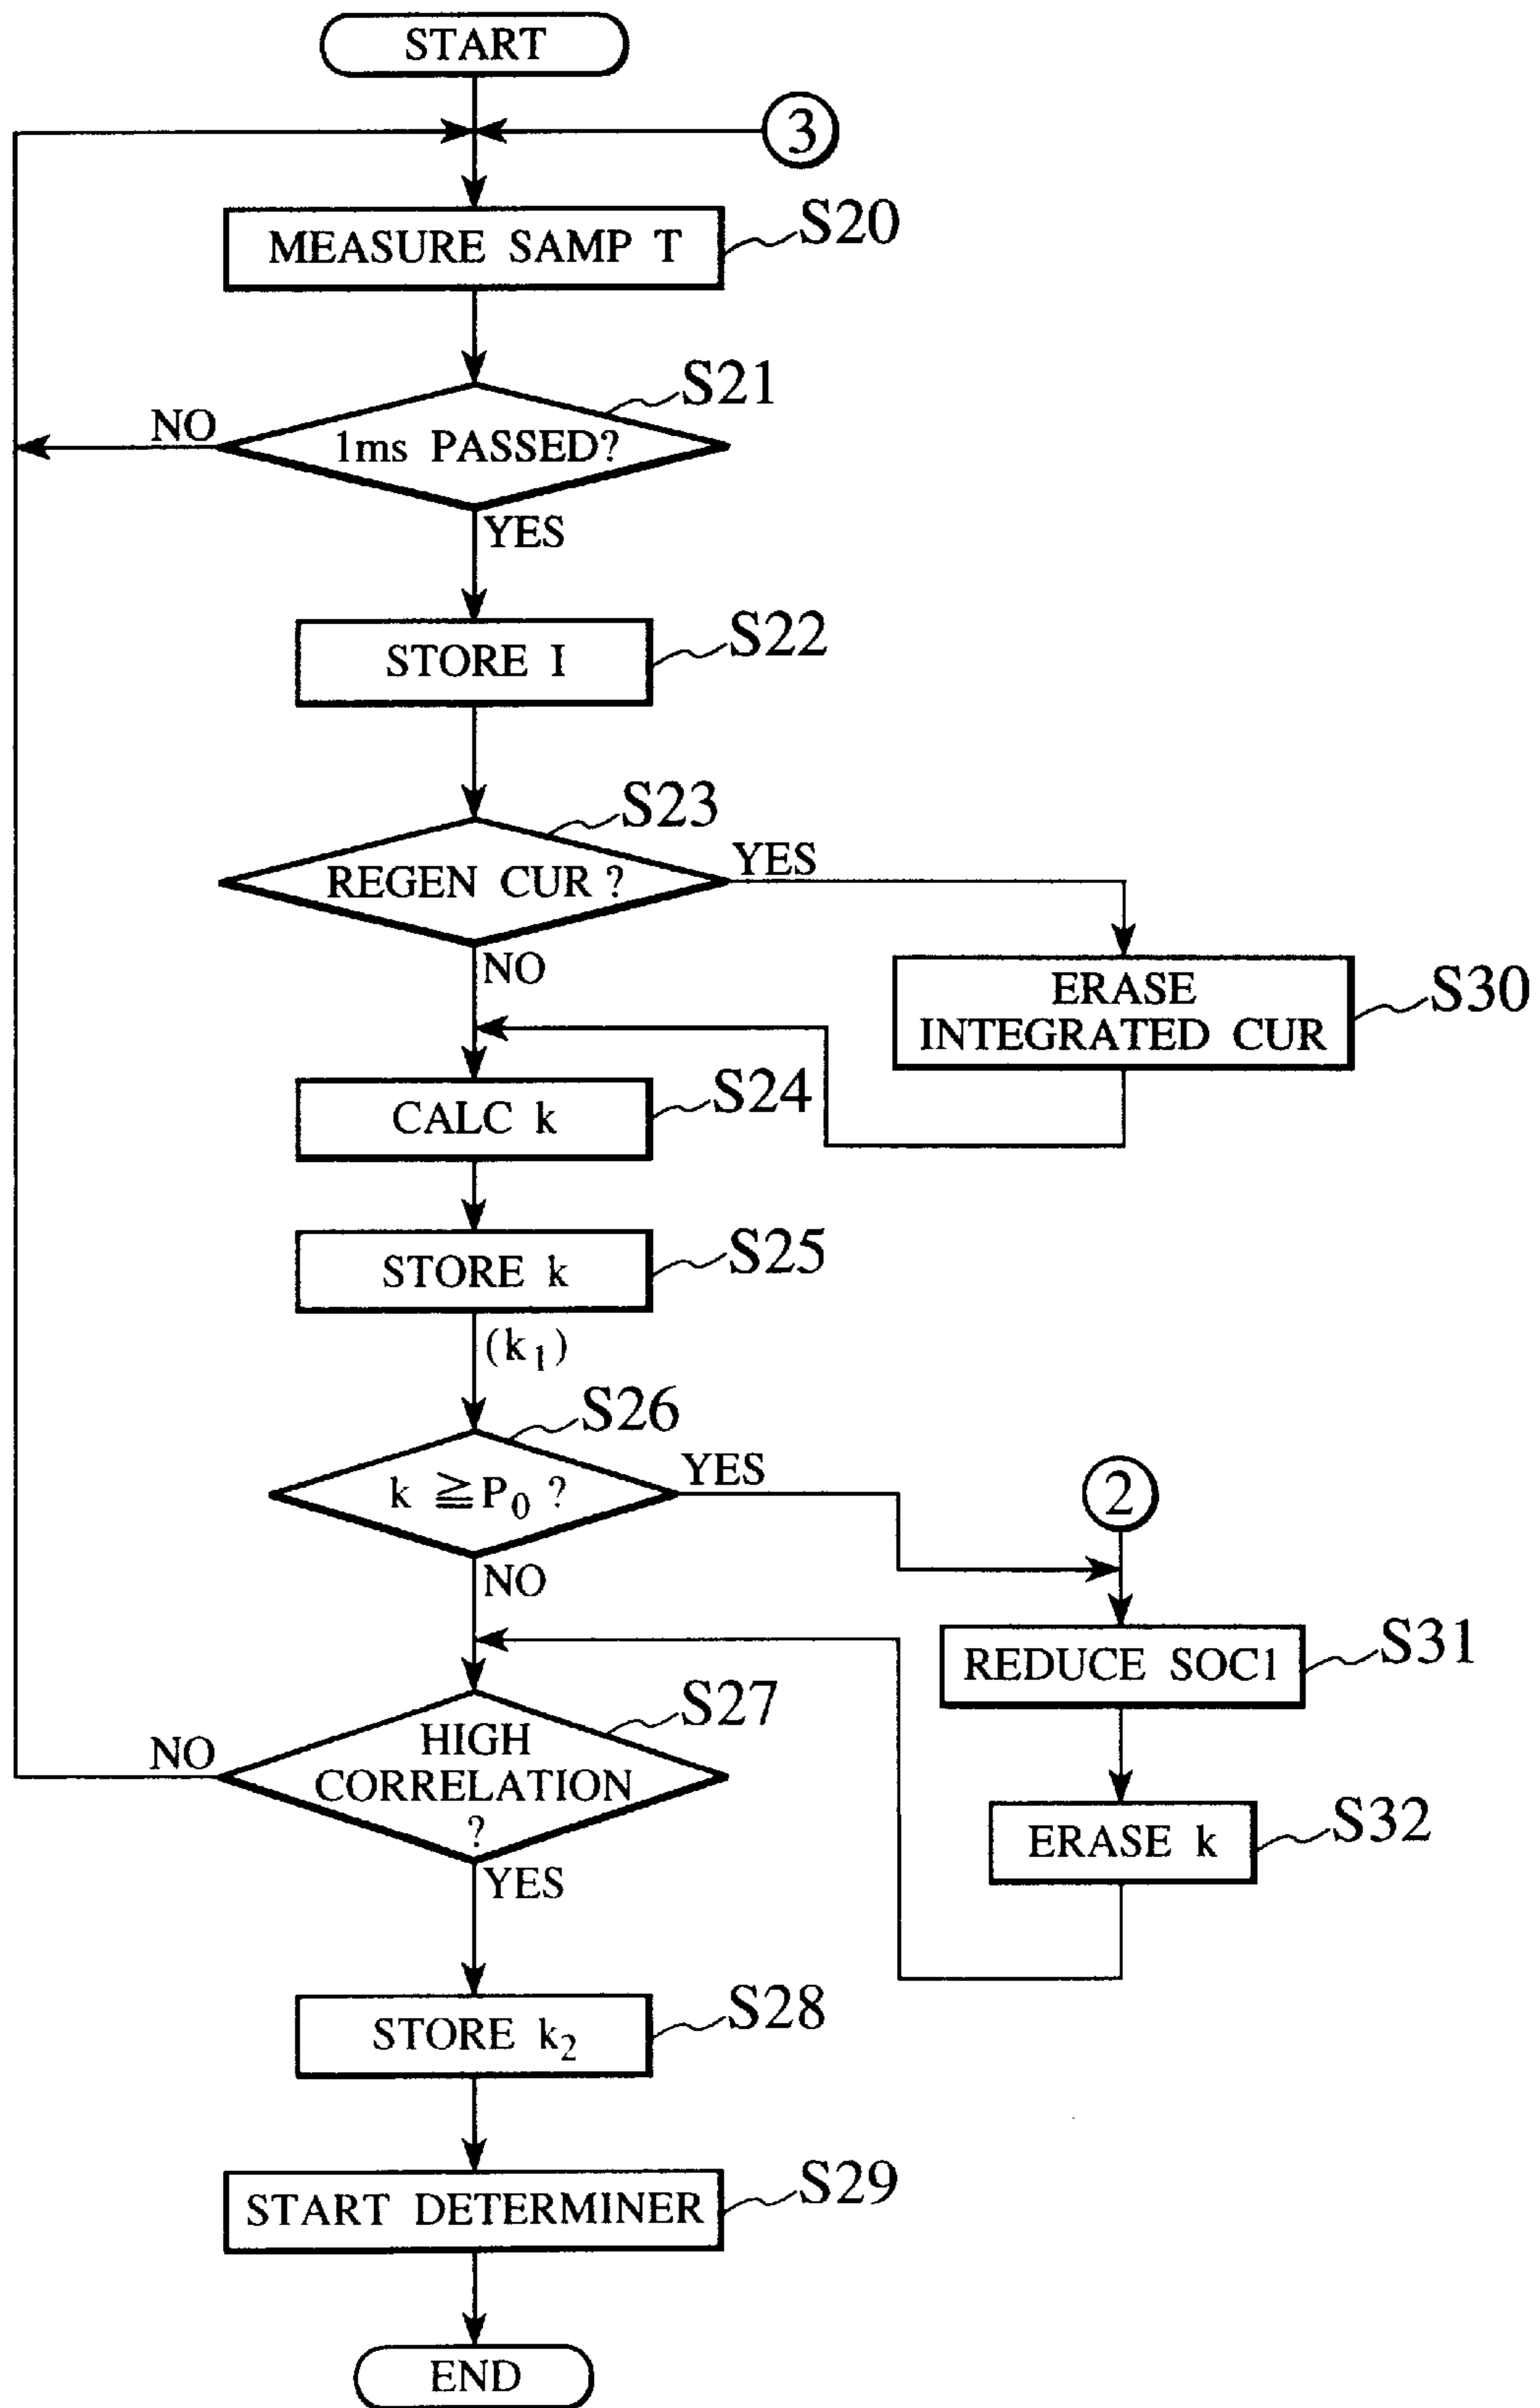 START
3
MEASURE SAMP T
S20
S21
NO
1ms PASSED?
YES
STORE I
S22
S23
REGEN CUR ?
YES
NO
ERASE
INTEGRATED CUR
S30
CALC k
S24
STORE k
S25
(k₁)
S26
k ≧ P₀ ?
YES
2
NO
REDUCE SOC1
S31
S27
NO
HIGH
CORRELATION
?
ERASE k
S32
YES
STORE k₂
S28
START DETERMINER
S29
END